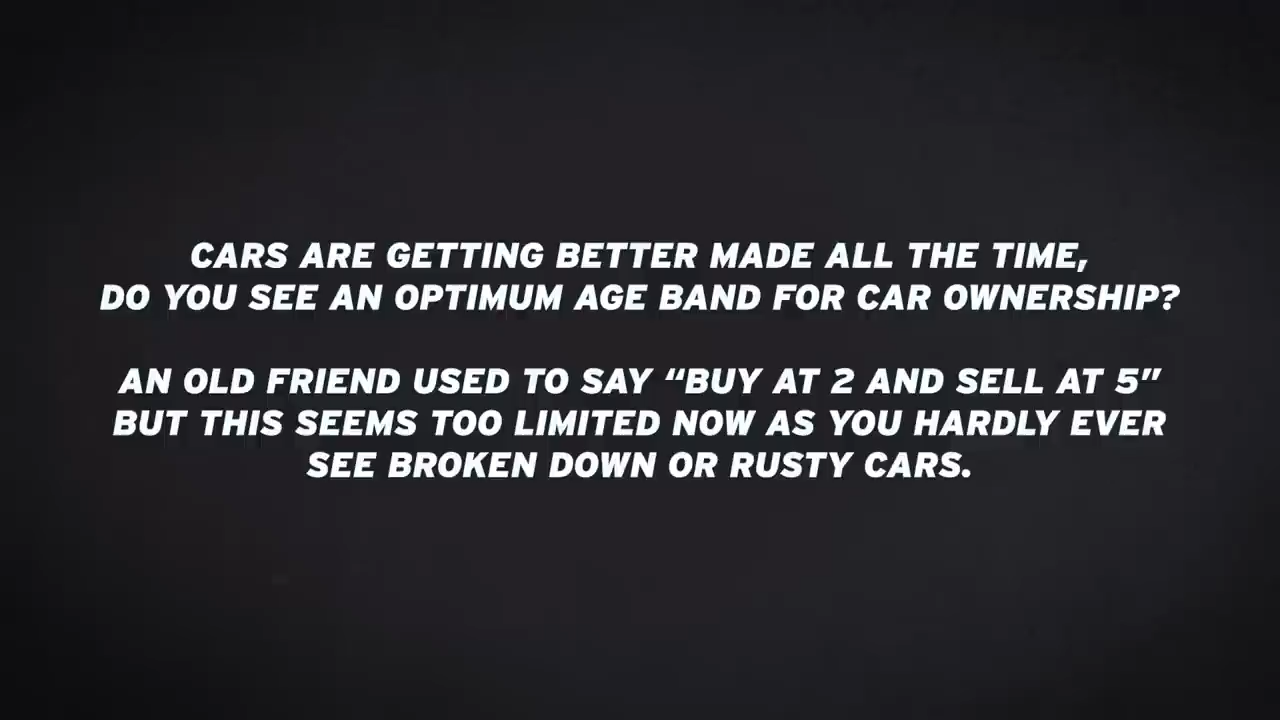 CARS ARE GETTING BETTER MADE ALL THE TIME,
DO YOU SEE AN OPTIMUM AGE BAND FOR CAR OWNERSHIP?
AN OLD FRIEND USED TO SAY “BUY AT 2 AND SELL AT 5”
BUT THIS SEEMS TOO LIMITED NOW AS YOU HARDLY EVER
SEE BROKEN DOWN OR RUSTY CARS.